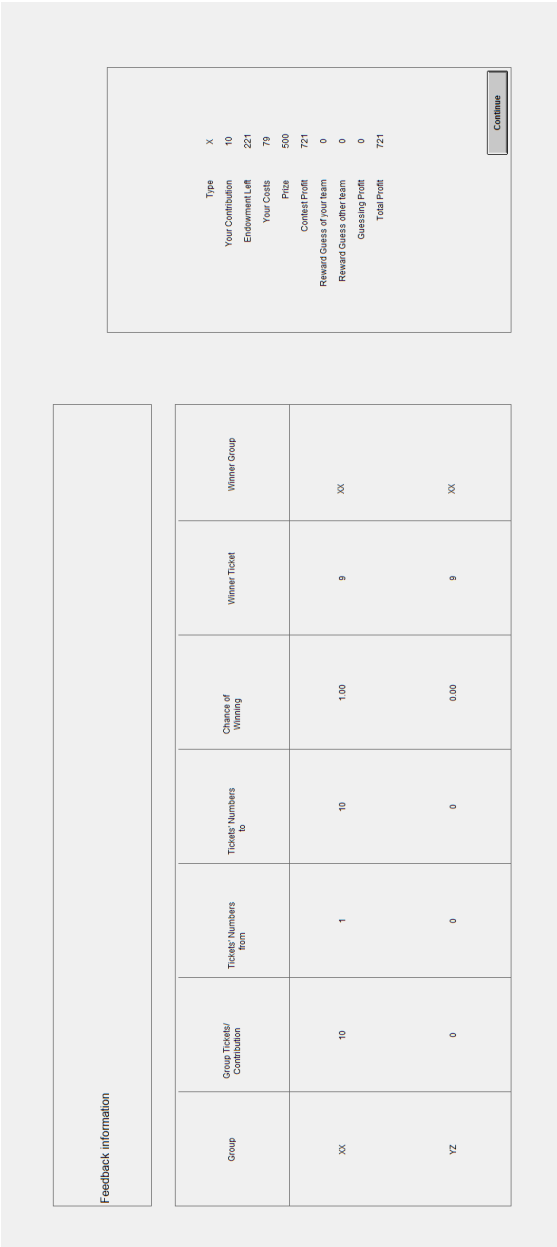 Feedback information
Group	Group Tickets/ Contribution	Tickets' Numbers from	Tickets' Numbers to	Chance of Winning	Winner Ticket	Winner Group
XX	10	1	10	1.00	9	XX
YZ	0	0	0	0.00	9	XX
Type X
Your Contribution 10
Endowment Left 221
Your Costs 79
Prize 500
Contest Profit 721
Reward Guess of your team 0
Reward Guess other team 0
Guessing Profit 0
Total Profit 721
Continue